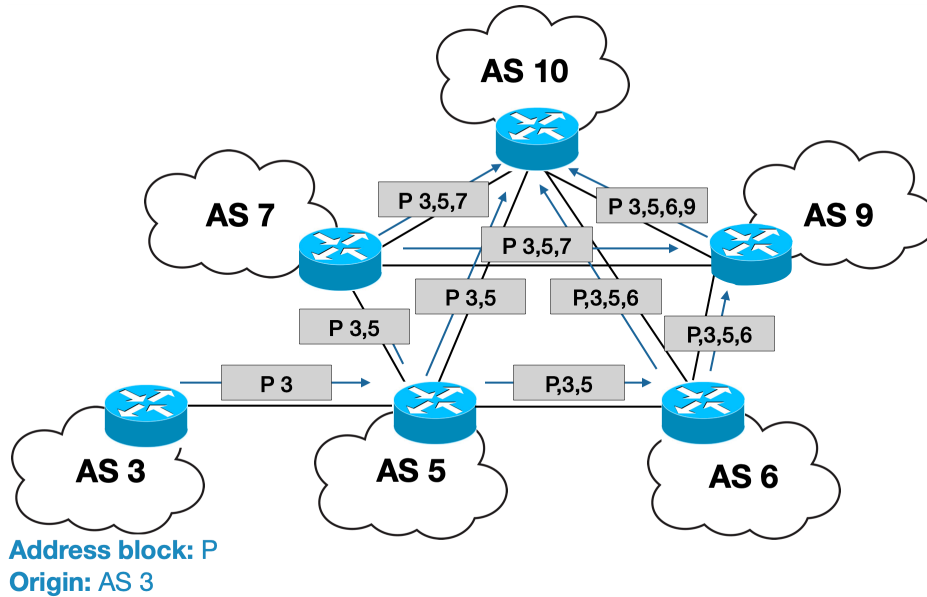 AS 10
P 3,5,7
P 3,5,6,9
AS 7
AS 9
P 3,5,7
P 3,5
P,3,5,6
P 3,5
P,3,5,6
P 3
P,3,5
AS 3
AS 5
AS 6
Address block: P
Origin: AS 3